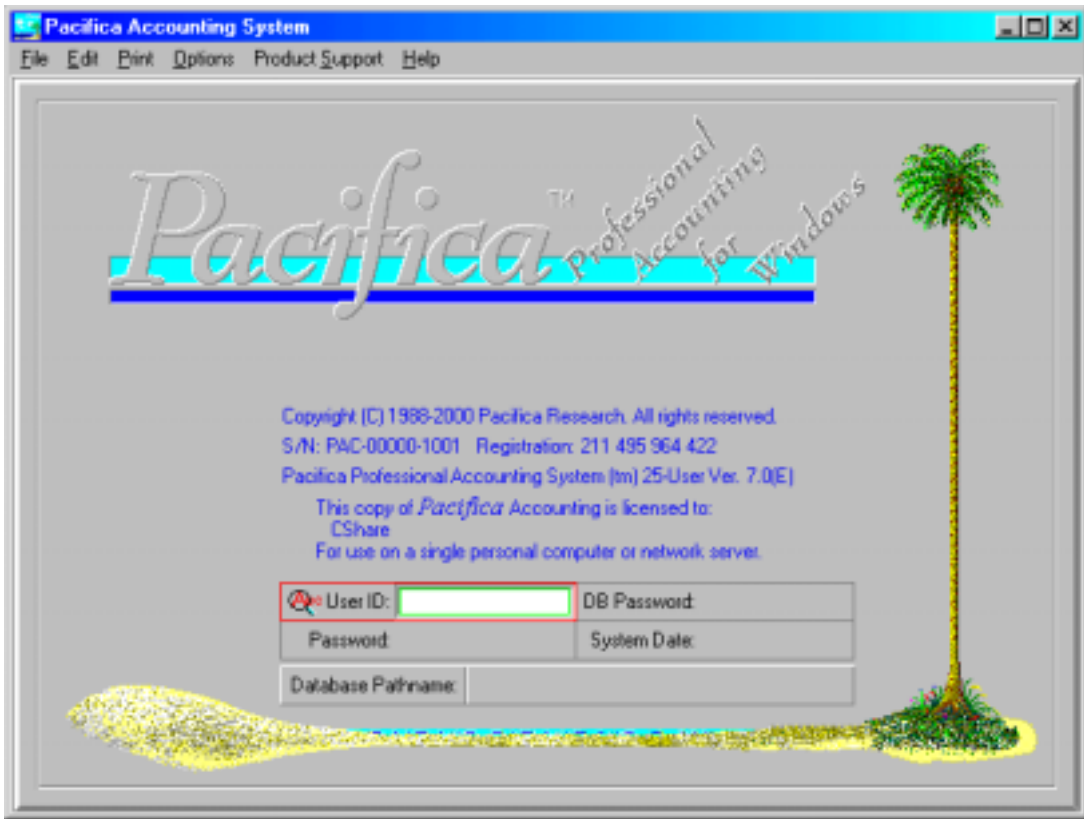 Pacifica Accounting System
File Edit Print Options Product Support Help
Pacifica™
Professional
Accounting
for
Windows
Copyright (C) 1988-2000 Pacifica Research. All rights reserved.
S/N: PAC-00000-1001 Registration: 211 495 964 422
Pacifica Professional Accounting System (tm) 25-User Ver. 7.0(E)
This copy of Pacifica Accounting is licensed to:
CShare
For use on a single personal computer or network server.
User ID: DB Password:
Password: System Date:
Database Pathname: